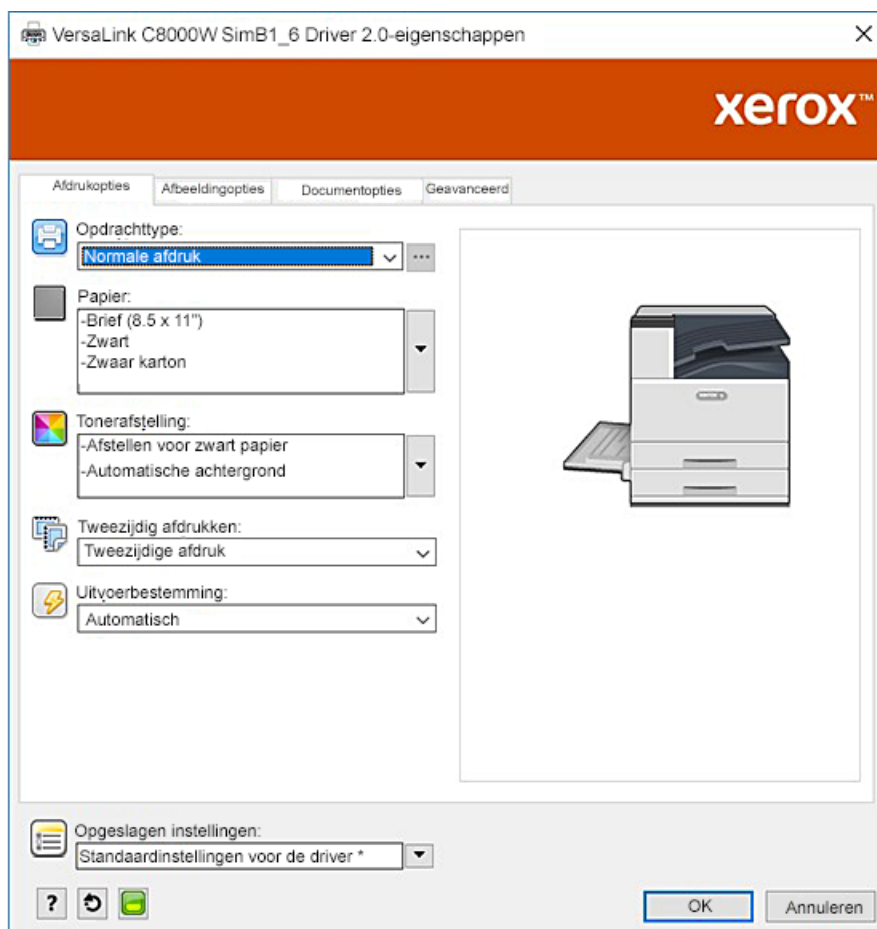 VersaLink C8000W SimB1_6 Driver 2.0-eigenschappen
xerox™
Afdrukopties Afbeeldingopties Documentopties Geavanceerd
Opdrachttype:
Normale afdruk
Papier:
-Brief (8.5 x 11")
-Zwart
-Zwaar karton
Tonerafstelling:
-Afstellen voor zwart papier
-Automatische achtergrond
Tweezijdig afdrukken:
Tweezijdige afdruk
Uitvoerbestemming:
Automatisch
Opgeslagen instellingen:
Standaardinstellingen voor de driver *
?
OK Annuleren